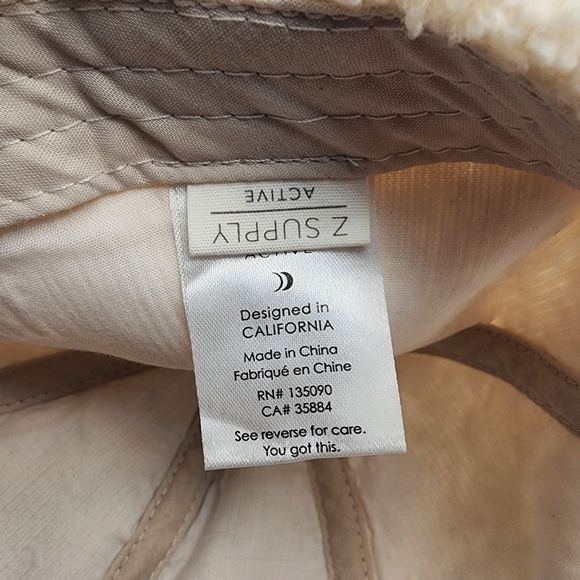 Z SUPPLY
ACTIVE
ACTIVE
Designed in
CALIFORNIA
Made in China
Fabriqué en Chine
RN# 135090
CA# 35884
See reverse for care.
You got this.